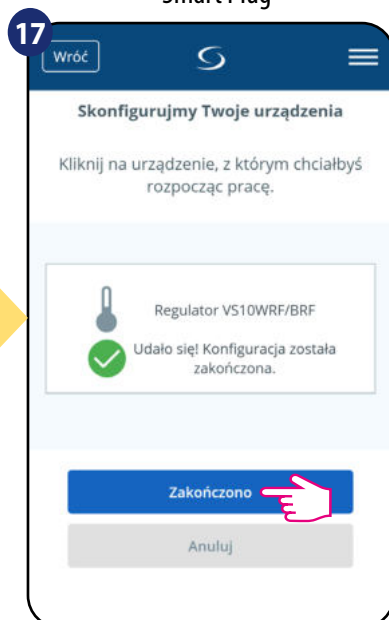 Smart Plug
17
Wróć
Skonfigurujmy Twoje urządzenia
Kliknij na urządzenie, z którym chciałbyś
rozpocząc pracę.
Regulator VS10WRF/BRF
Udało się! Konfiguracja została
zakończona.
Zakończono
Anuluj